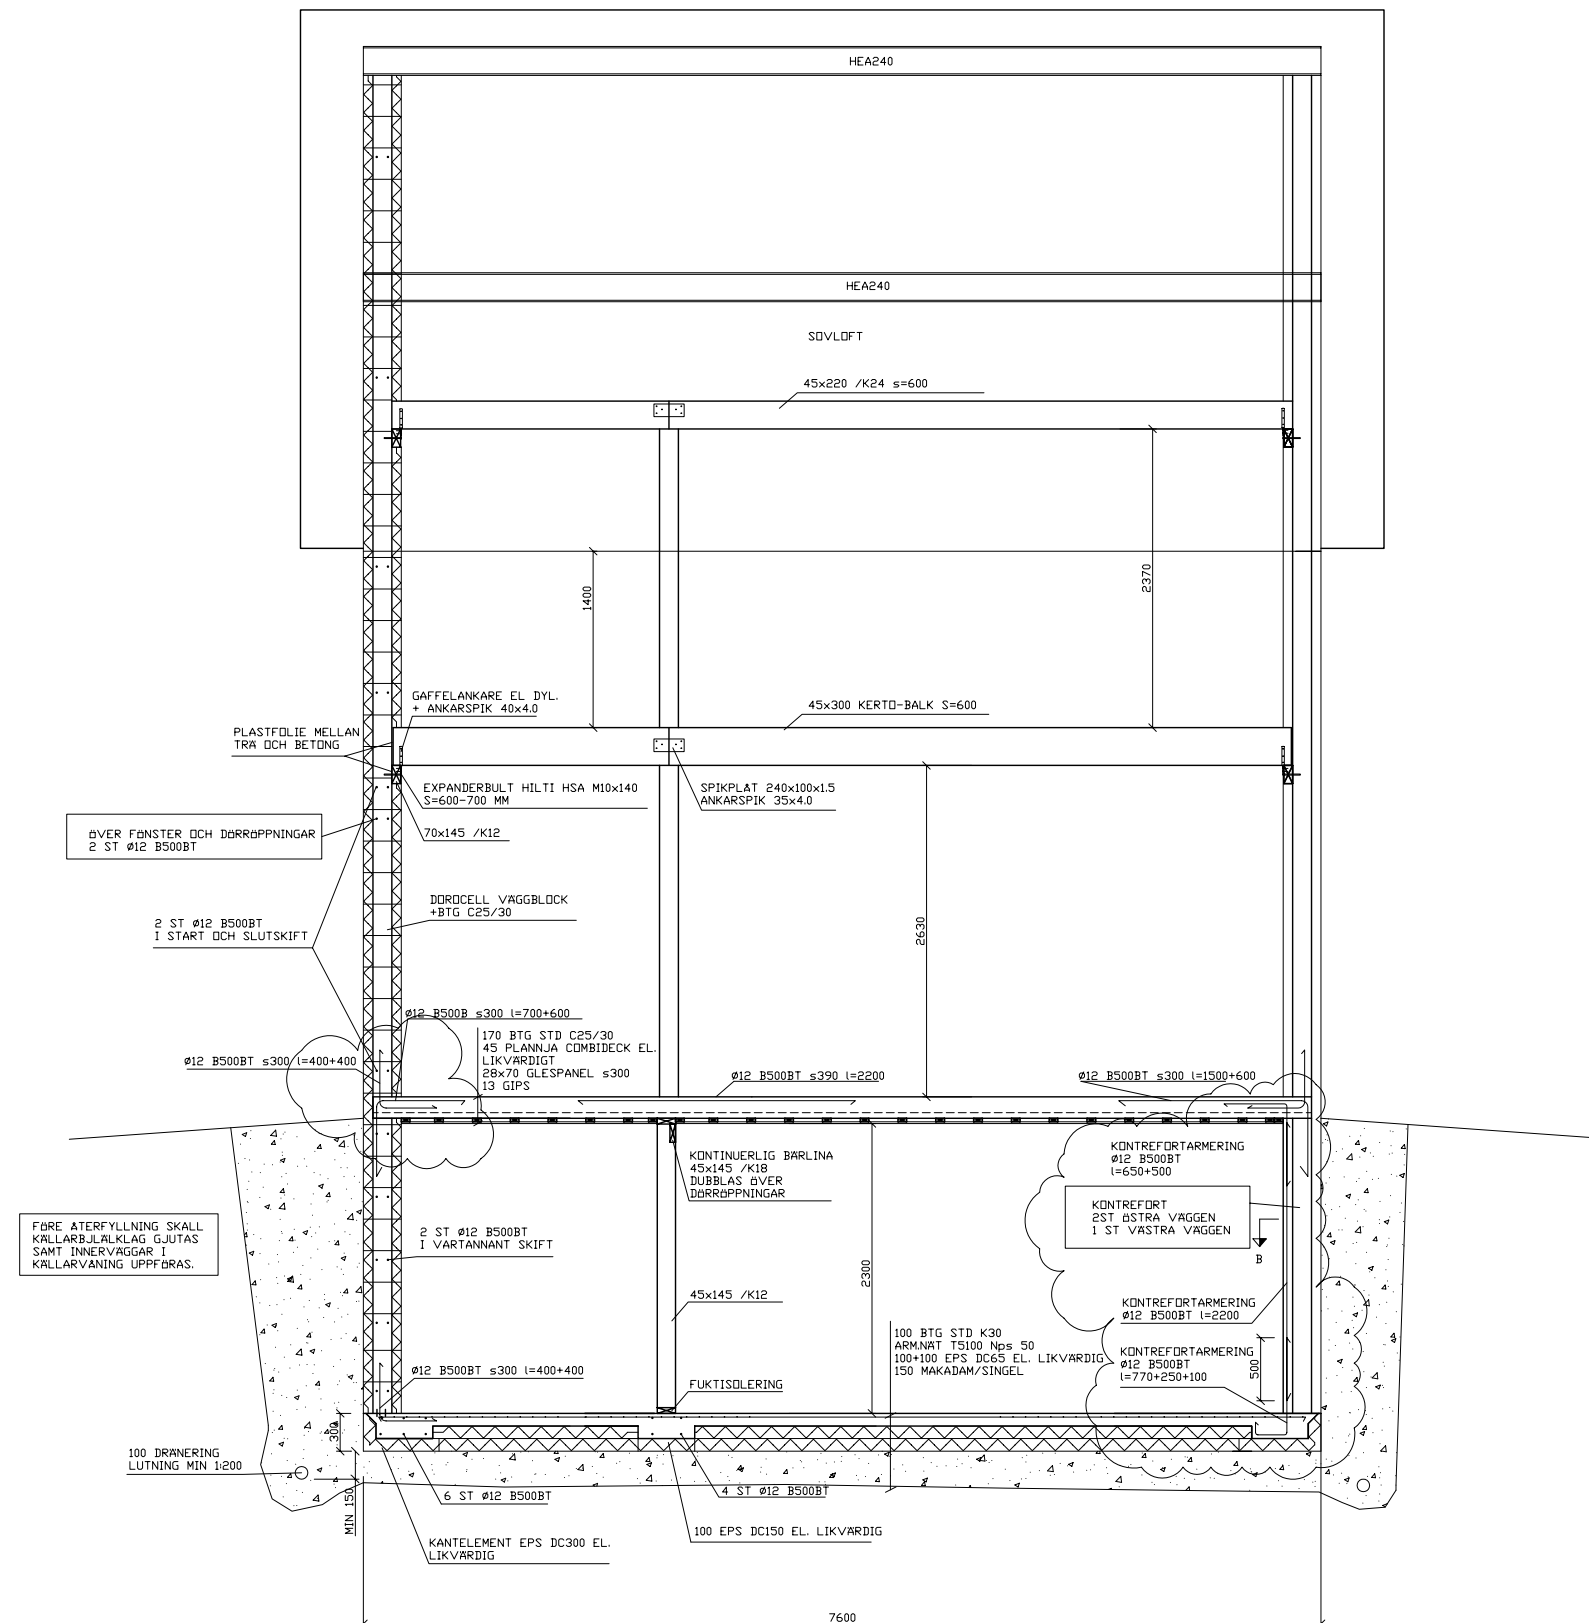 HEA240
HEA240
SOVLOFT
45x220 /K24 s=600
1400
2370
GAFFELANKARE EL DYL.
+ ANKARSPIK 40x4.0
45x300 KERTO-BALK S=600
PLASTFOLIE MELLAN
TRÄ OCH BETONG
EXPANDERBULT HILTI HSA M10x140
S=600-700 MM
SPIKPLÅT 240x100x1.5
ANKARSPIK 35x4.0
70x145 /K12
ÖVER FÖNSTER OCH DÖRRÖPPNINGAR
2 ST Ø12 B500BT
DOROCELL VÄGGBLOCK
+BTG C25/30
2 ST Ø12 B500BT
I START OCH SLUTSKIFT
2630
Ø12 B500B s300 l=700+600
170 BTG STD C25/30
45 PLANNJA COMBIDECK EL.
LIKVÄRDIGT
28x70 GLESPANEL s300
13 GIPS
Ø12 B500BT s300 l=400+400
Ø12 B500BT s390 l=2200
Ø12 B500BT s300 l=1500+600
KONTINUERLIG BÄRLINA
45x145 /K18
DUBBLAS ÖVER
DÖRRÖPPNINGAR
KONTREFORTARMERING
Ø12 B500BT
l=650+500
KONTREFORT
2ST ÖSTRA VÄGGEN
1 ST VÄSTRA VÄGGEN
B
FÖRE ÅTERFYLLNING SKALL
KÄLLARBJLÄLKLAG GJUTAS
SAMT INNERVÄGGAR I
KÄLLARVÅNING UPPFÖRAS.
2 ST Ø12 B500BT
I VARTANNANT SKIFT
2300
45x145 /K12
KONTREFORTARMERING
Ø12 B500BT l=2200
100 BTG STD K30
ARM.NÄT T5100 Nps 50
100+100 EPS DC65 EL. LIKVÄRDIG
150 MAKADAM/SINGEL
KONTREFORTARMERING
Ø12 B500BT
l=770+250+100
500
Ø12 B500BT s300 l=400+400
FUKTISOLERING
300
100 DRÄNERING
LUTNING MIN 1:200
MIN 150
6 ST Ø12 B500BT
4 ST Ø12 B500BT
100 EPS DC150 EL. LIKVÄRDIG
KANTELEMENT EPS DC300 EL.
LIKVÄRDIG
7600